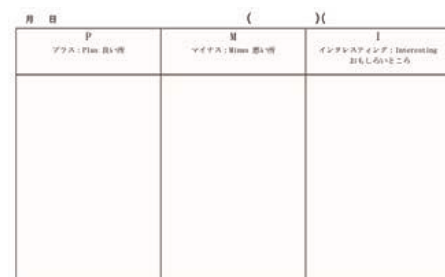 月 日 ( )(
P
プラス：Plus 良い所
M
マイナス：Minus 悪い所
I
インタレスティング：Interesting
おもしろいところ